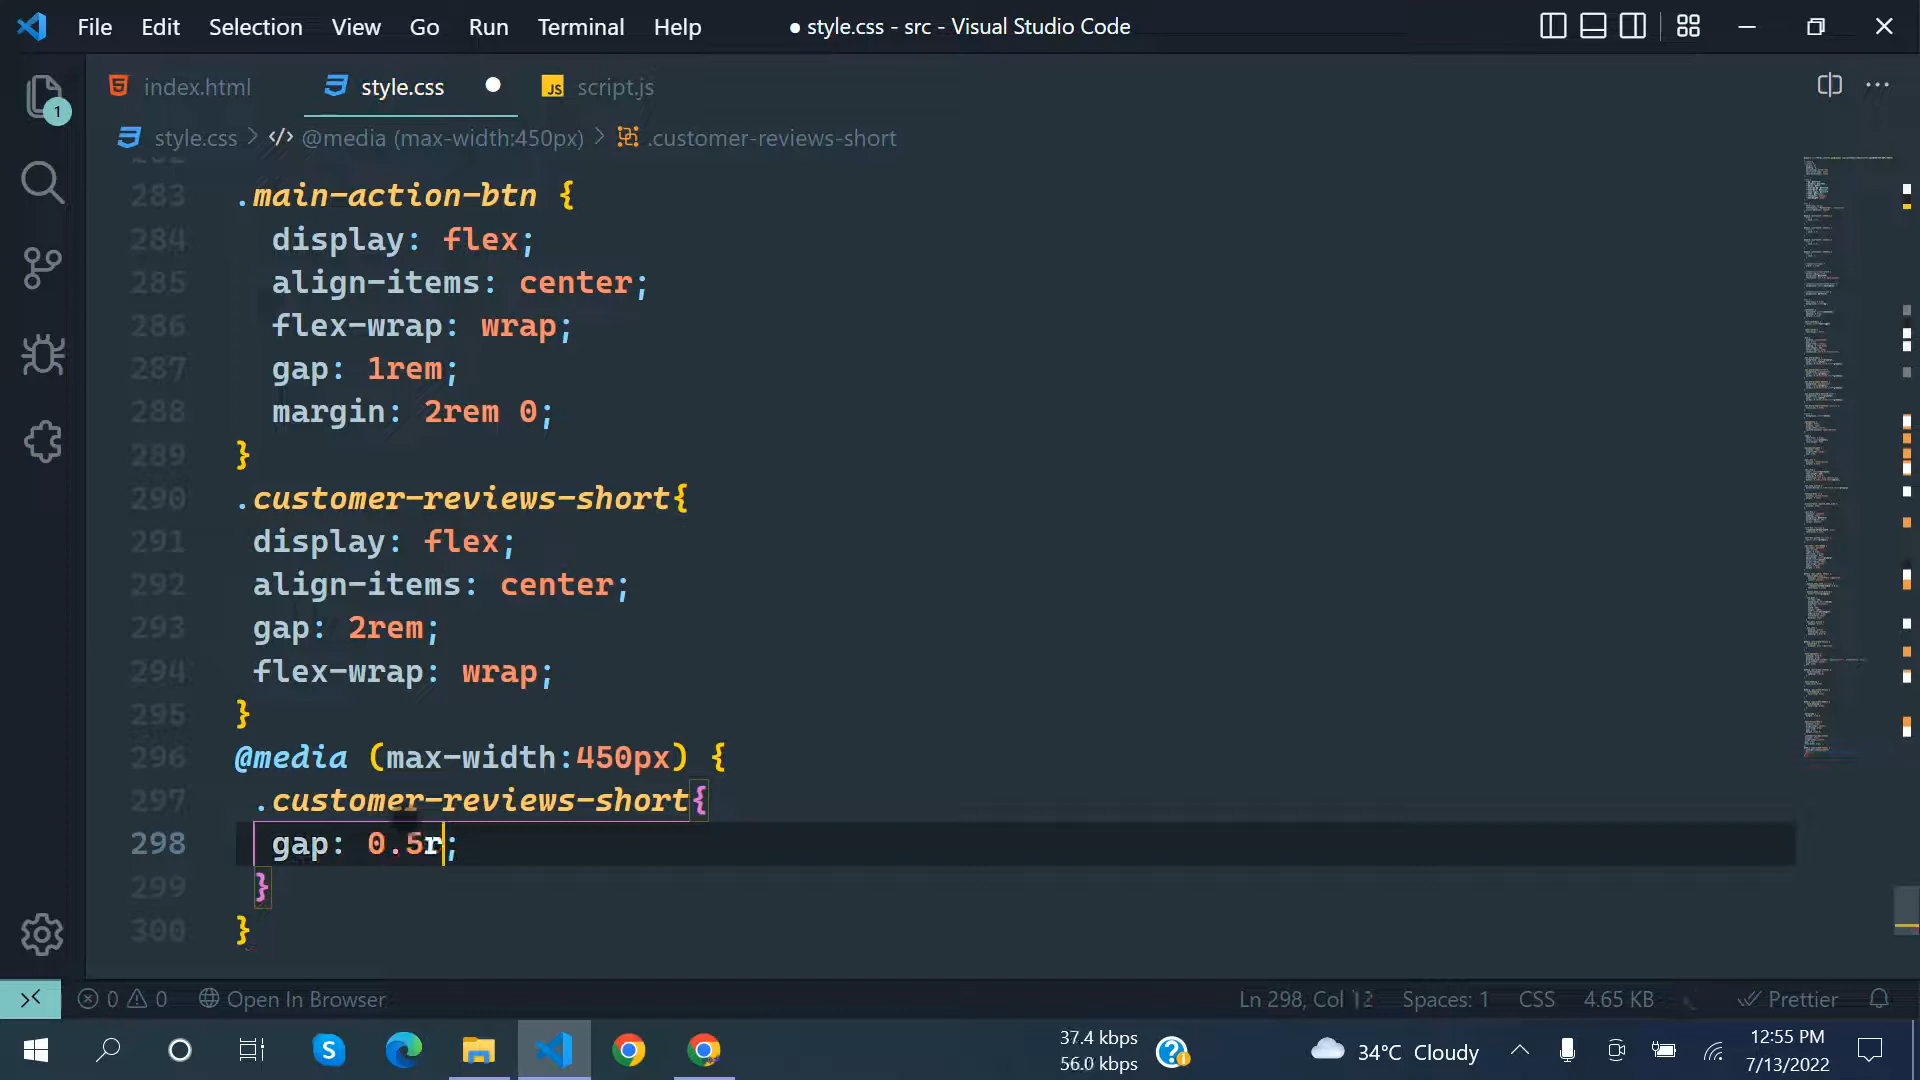 File Edit Selection View Go Run Terminal Help ● style.css - src - Visual Studio Code
index.html style.css ● JS script.js
1
style.css > </> @media (max-width:450px) > .customer-reviews-short
283 .main-action-btn {
284 display: flex;
285 align-items: center;
286 flex-wrap: wrap;
287 gap: 1rem;
288 margin: 2rem 0;
289 }
290 .customer-reviews-short{
291 display: flex;
292 align-items: center;
293 gap: 2rem;
294 flex-wrap: wrap;
295 }
296 @media (max-width:450px) {
297 .customer-reviews-short{
298 gap: 0.5r;
299 }
300 }
0 0 Open In Browser Ln 298, Col 12 Spaces: 1 CSS 4.65 KB Prettier
37.4 kbps
56.0 kbps
34°C Cloudy
12:55 PM
7/13/2022